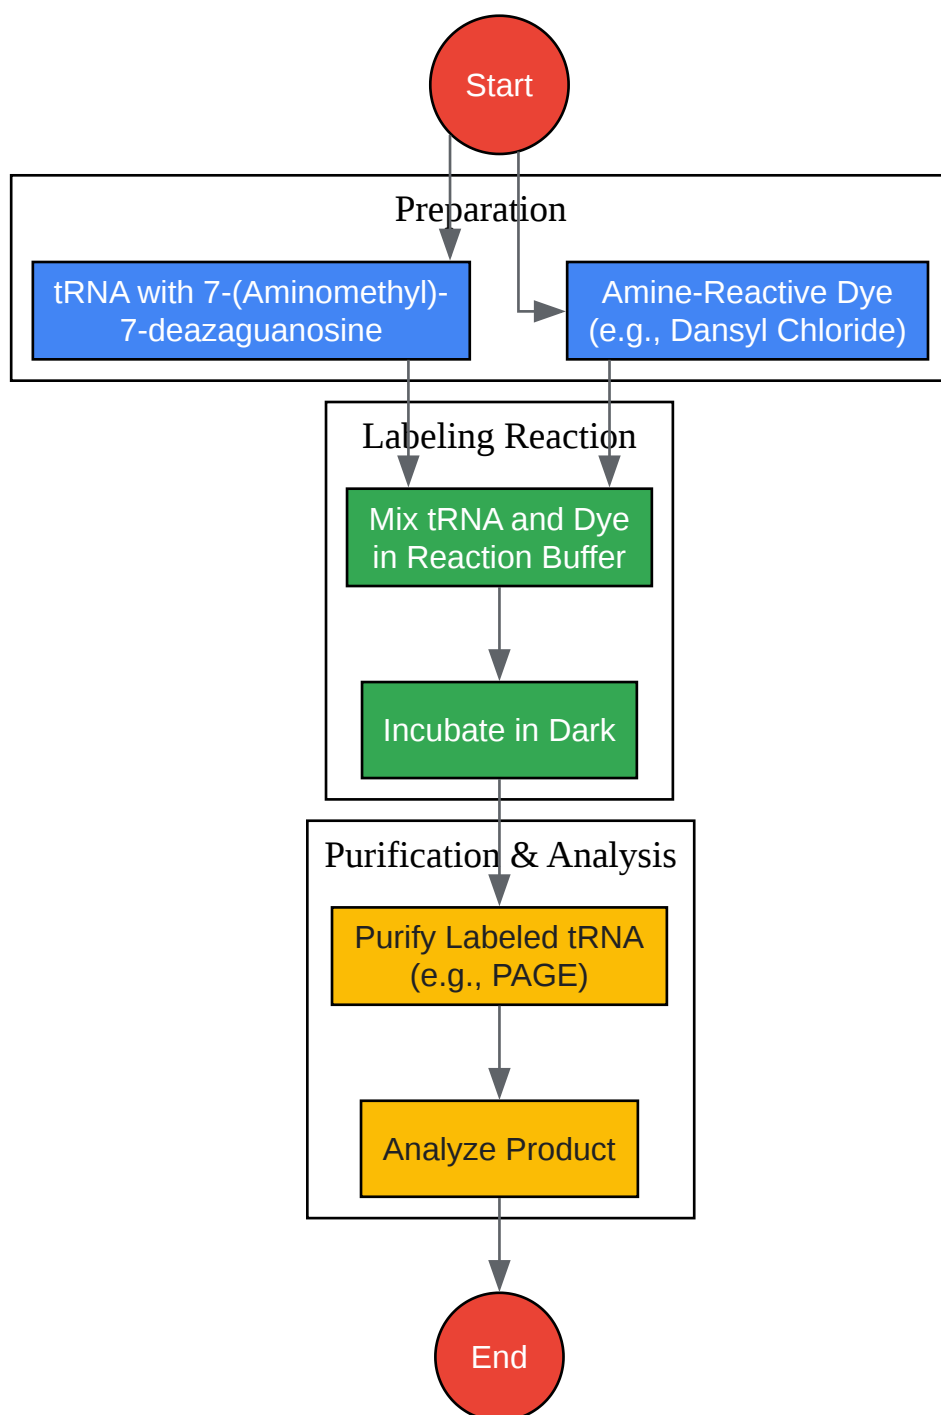 Start
Preparation
tRNA with 7-(Aminomethyl)-
7-deazaguanosine
Amine-Reactive Dye
(e.g., Dansyl Chloride)
Labeling Reaction
Mix tRNA and Dye
in Reaction Buffer
Incubate in Dark
Purification & Analysis
Purify Labeled tRNA
(e.g., PAGE)
Analyze Product
End